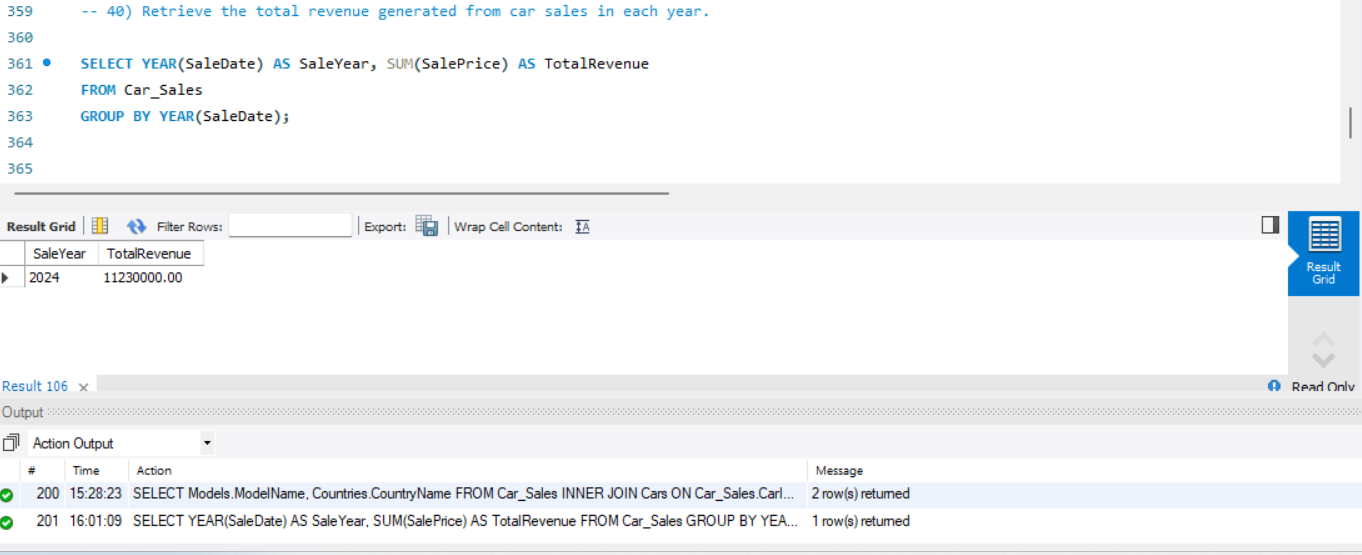 359 -- 40) Retrieve the total revenue generated from car sales in each year.
360
361 SELECT YEAR(SaleDate) AS SaleYear, SUM(SalePrice) AS TotalRevenue
362 FROM Car_Sales
363 GROUP BY YEAR(SaleDate);
364
365
Result Grid Filter Rows: Export: Wrap Cell Content:
SaleYear TotalRevenue
2024 11230000.00
Result
Grid
Result 106 Read Only
Output
Action Output
# Time Action Message
200 15:28:23 SELECT Models.ModelName, Countries.CountryName FROM Car_Sales INNER JOIN Cars ON Car_Sales.CarI... 2 row(s) returned
201 16:01:09 SELECT YEAR(SaleDate) AS SaleYear, SUM(SalePrice) AS TotalRevenue FROM Car_Sales GROUP BY YEA... 1 row(s) returned